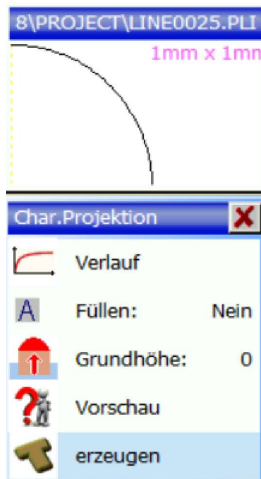 8\PROJECT\LINE0025.PLI
1mm x 1mm
Char.Projektion
Verlauf
A Füllen: Nein
Grundhöhe: 0
? Vorschau
erzeugen